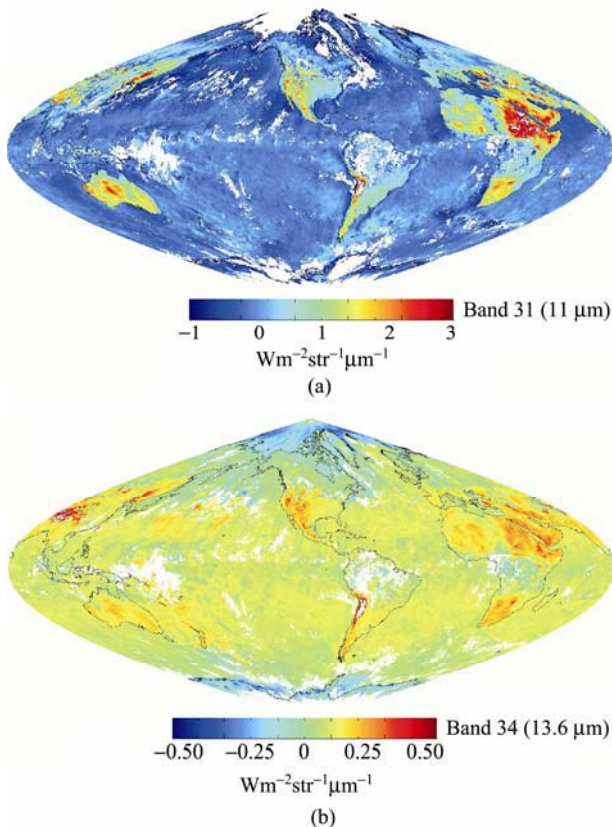 Band 31 (11 μm)
−1 0 1 2 3
Wm⁻²str⁻¹μm⁻¹
(a)
Band 34 (13.6 μm)
−0.50 −0.25 0 0.25 0.50
Wm⁻²str⁻¹μm⁻¹
(b)